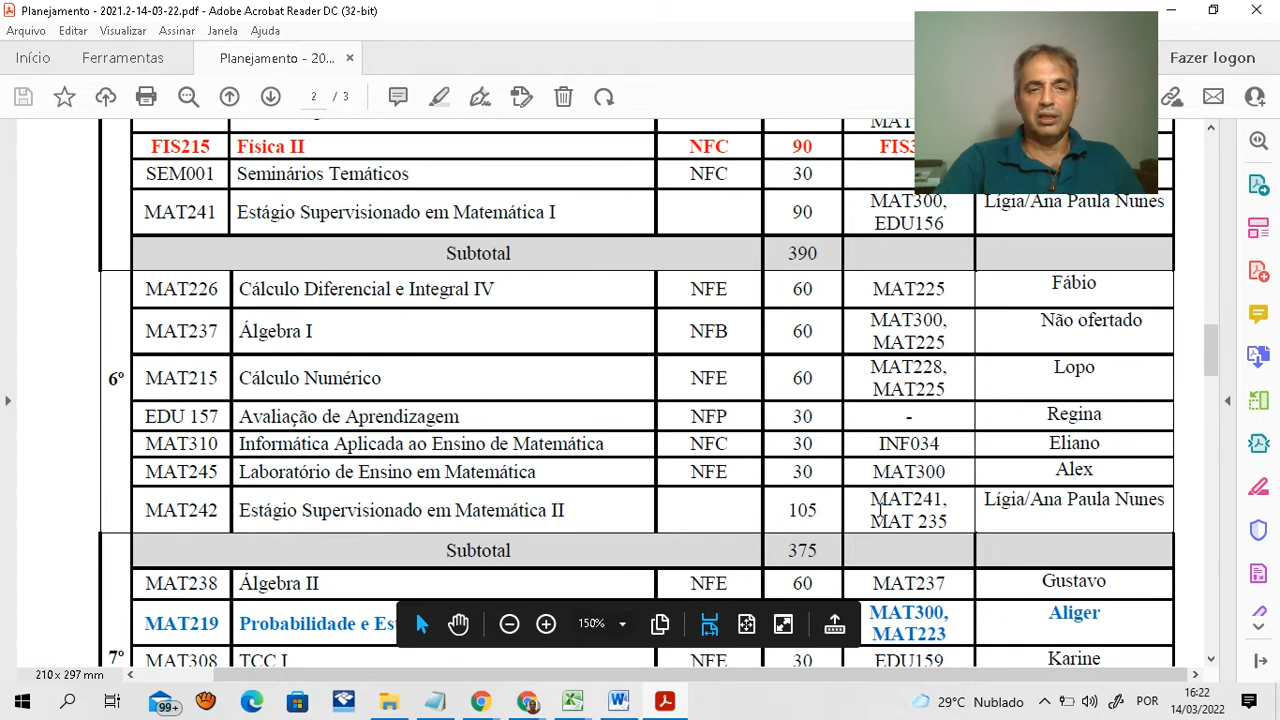 Planejamento - 2021.2-14-03-22.pdf - Adobe Acrobat Reader DC (32-bit)
Arquivo Editar Visualizar Assinar Janela Ajuda
Início Ferramentas Planejamento - 20... × Fazer logon
2 / 3
FIS215 Física II NFC 90
SEM001 Seminários Temáticos NFC 30
MAT241 Estágio Supervisionado em Matemática I 90 MAT300, EDU156 Lígia/Ana Paula Nunes
Subtotal 390
6º
MAT226 Cálculo Diferencial e Integral IV NFE 60 MAT225 Fábio
MAT237 Álgebra I NFB 60 MAT300, MAT225 Não ofertado
MAT215 Cálculo Numérico NFE 60 MAT228, MAT225 Lopo
EDU 157 Avaliação de Aprendizagem NFP 30 - Regina
MAT310 Informática Aplicada ao Ensino de Matemática NFC 30 INF034 Eliano
MAT245 Laboratório de Ensino em Matemática NFE 30 MAT300 Alex
MAT242 Estágio Supervisionado em Matemática II 105 MAT241, MAT 235 Lígia/Ana Paula Nunes
Subtotal 375
7º
MAT238 Álgebra II NFE 60 MAT237 Gustavo
MAT219 Probabilidade e Es MAT300, MAT223 Aliger
MAT308 TCC I NFE 30 EDU159 Karine
150%
210 x 297 mm
99+
29°C Nublado POR 16:22
14/03/2022